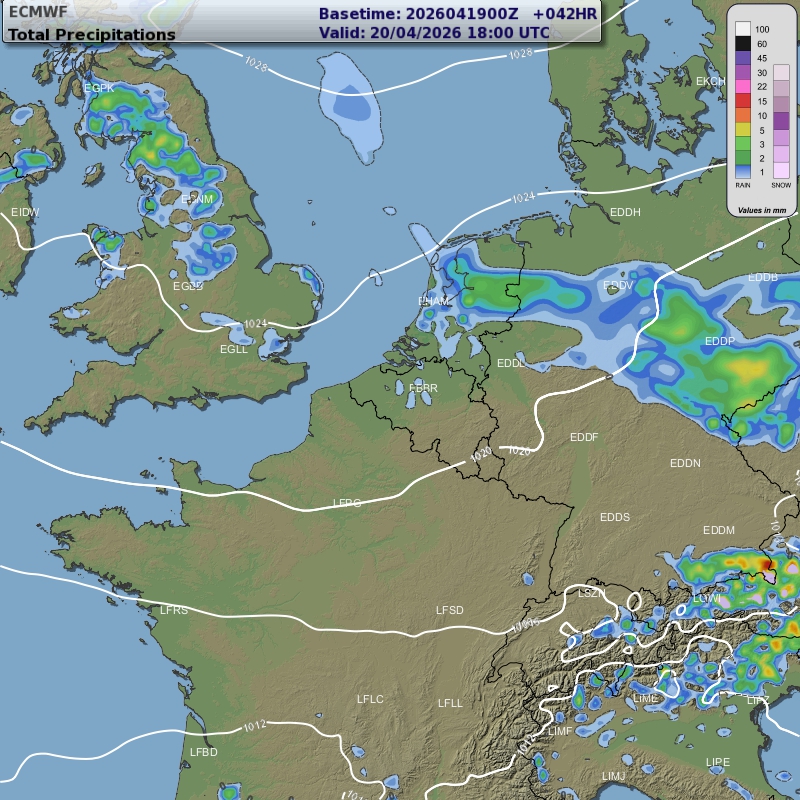 ECMWF
Basetime: 2026041900Z +042HR
Total Precipitations
Valid: 20/04/2026 18:00 UTC
100
60
45
30
22
15
10
5
3
2
1
RAIN
SNOW
Values in mm
1028
1028
EKCH
EGPK
1024
EIDW
EGNM
EDDH
EDDB
EDDV
EHAM
1024
EGLL
EDDP
EDDL
EBBR
EDDF
1020
1020
EDDN
LFPG
EDDS
EDDM
LSZH
LOWI
LFRS
LFSD
LFLC
LFLL
LIML
LIPZ
1012
LIMF
LFBD
1012
LIPE
LIMJ